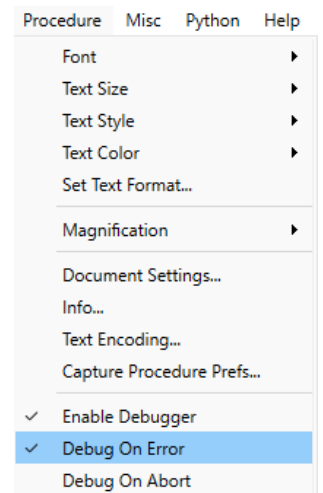 Procedure Misc Python Help
Font
Text Size
Text Style
Text Color
Set Text Format...
Magnification
Document Settings...
Info...
Text Encoding...
Capture Procedure Prefs...
Enable Debugger
Debug On Error
Debug On Abort